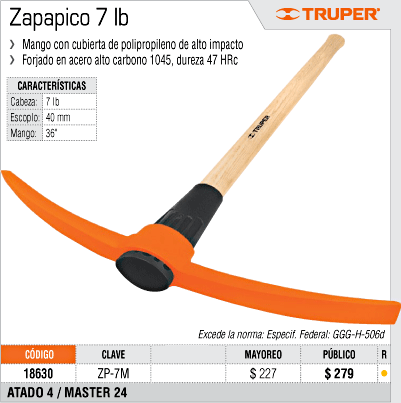 Zapapico 7 lb
TRUPER®
Mango con cubierta de polipropileno de alto impacto
Forjado en acero alto carbono 1045, dureza 47 HRc
CARACTERÍSTICAS
Cabeza: 7 lb
Escoplo: 40 mm
Mango: 36"
TRUPER
Excede la norma: Especif. Federal: GGG-H-506d
CÓDIGO CLAVE MAYOREO PÚBLICO R
18630 ZP-7M $ 227 $ 279
ATADO 4 / MASTER 24